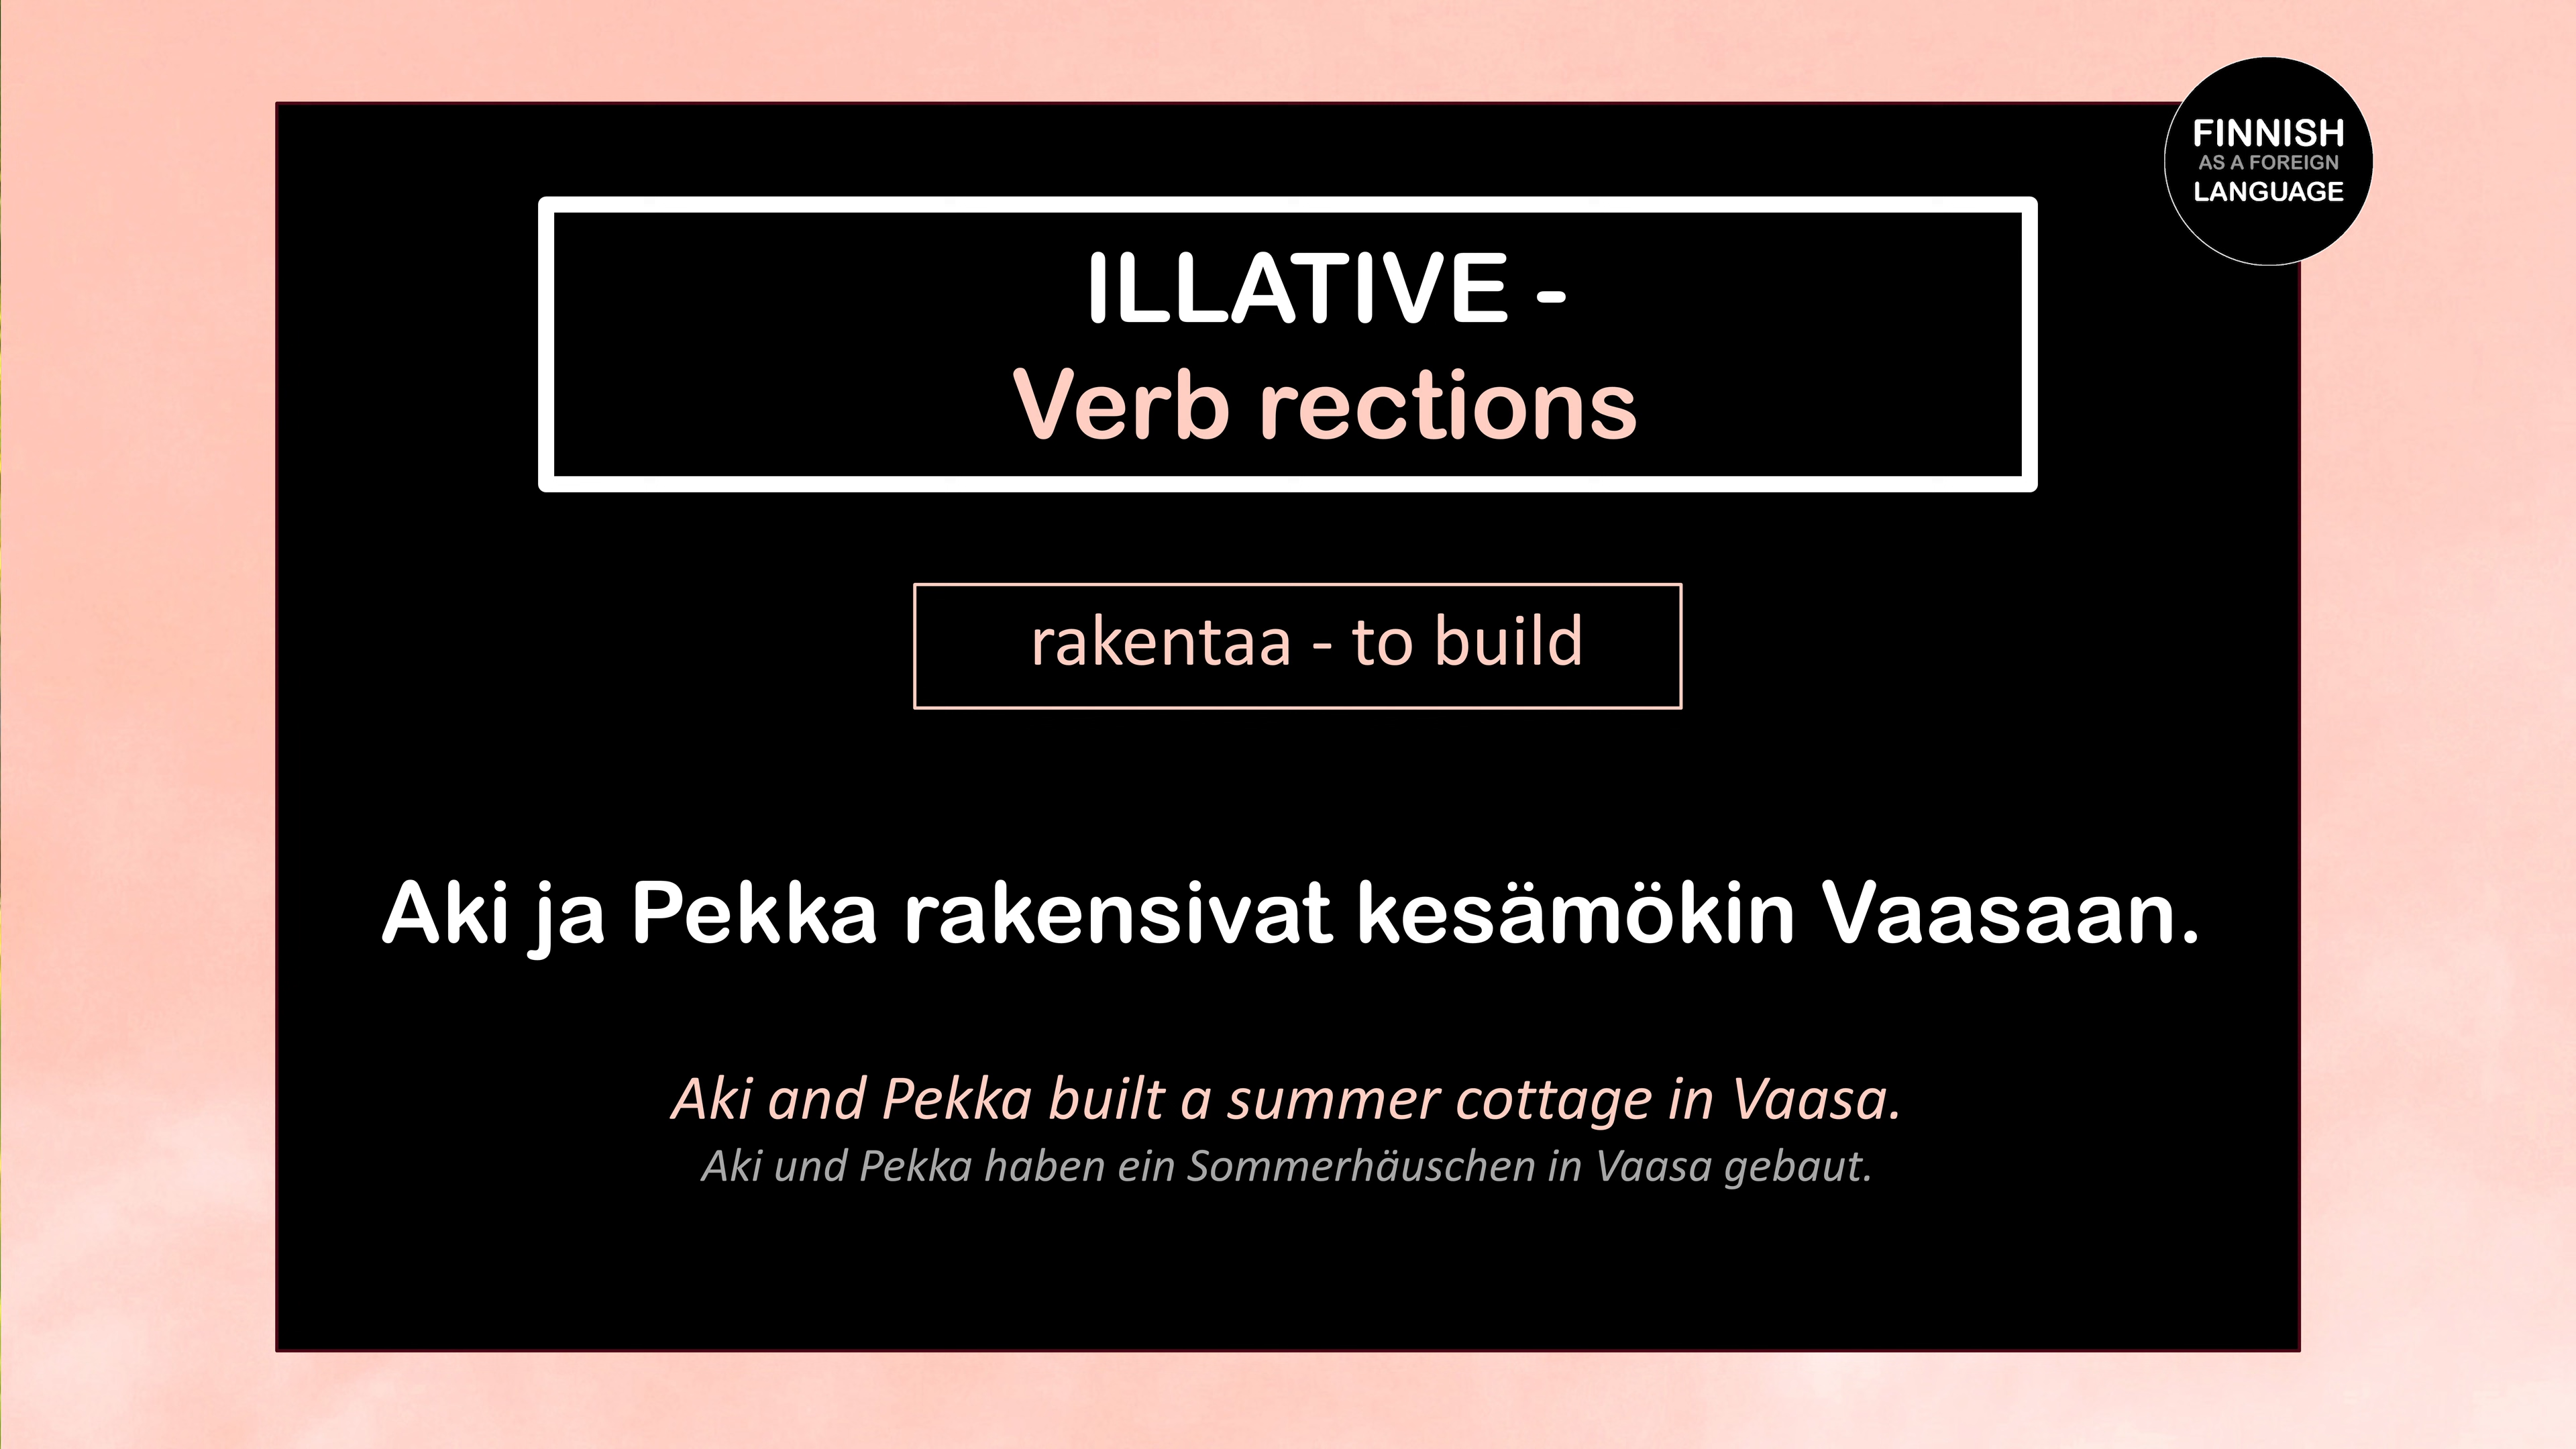 FINNISH
AS A FOREIGN
LANGUAGE
ILLATIVE -
Verb rections
rakentaa - to build
Aki ja Pekka rakensivat kesämökin Vaasaan.
Aki and Pekka built a summer cottage in Vaasa.
Aki und Pekka haben ein Sommerhäuschen in Vaasa gebaut.